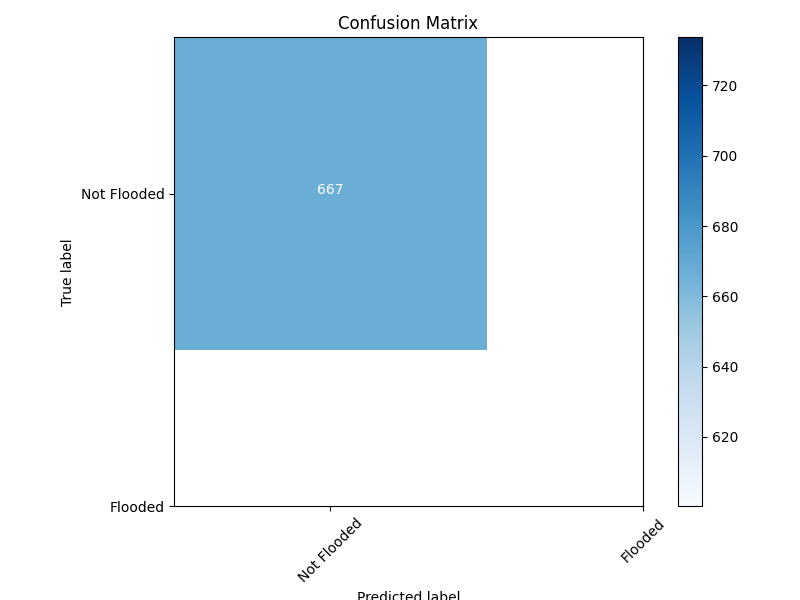 Confusion Matrix
720
700
680
660
640
620
667
Not Flooded
Flooded
True label
Not Flooded
Flooded
Predicted label